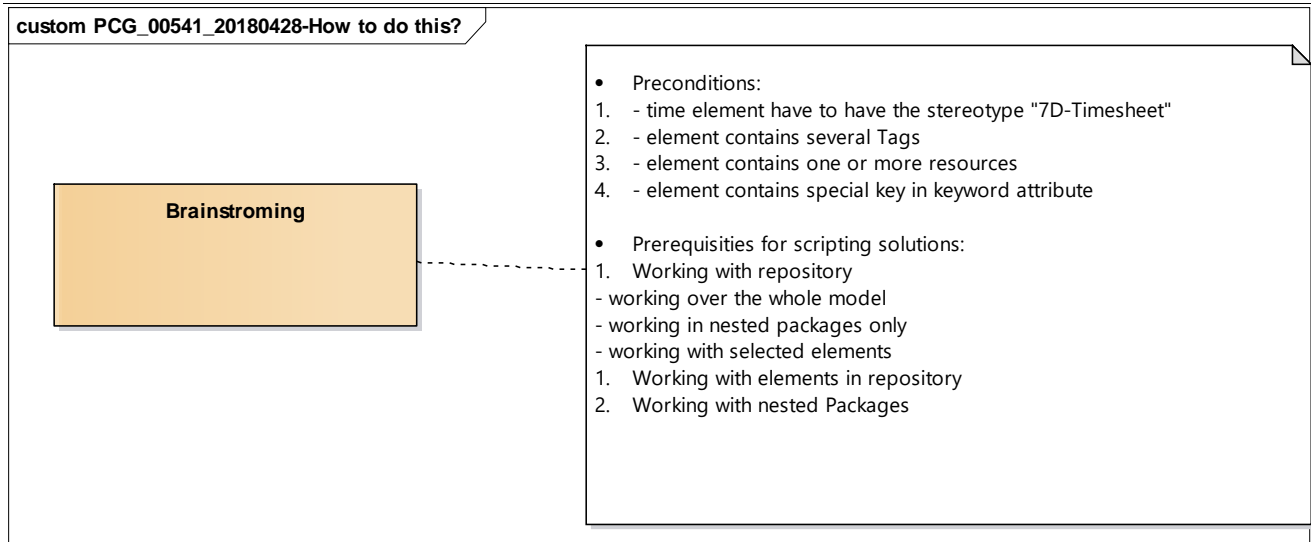 custom PCG_00541_20180428-How to do this?
Brainstroming
• Preconditions:
1. - time element have to have the stereotype "7D-Timesheet"
2. - element contains several Tags
3. - element contains one or more resources
4. - element contains special key in keyword attribute
• Prerequisities for scripting solutions:
1. Working with repository
- working over the whole model
- working in nested packages only
- working with selected elements
1. Working with elements in repository
2. Working with nested Packages